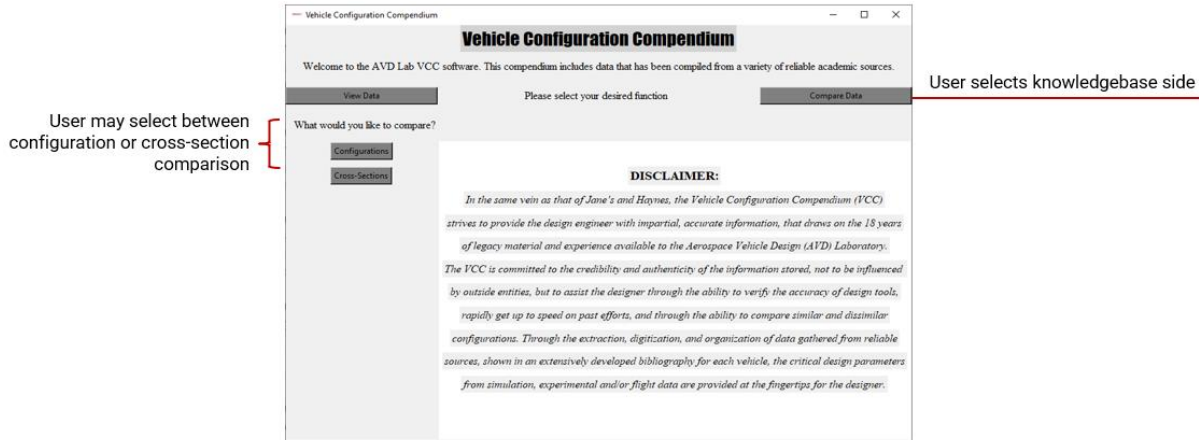 Vehicle Configuration Compendium
Vehicle Configuration Compendium
Welcome to the AVD Lab VCC software. This compendium includes data that has been compiled from a variety of reliable academic sources.
View Data
Please select your desired function
Compare Data
User selects knowledgebase side
What would you like to compare?
User may select between
configuration or cross-section
comparison
Configurations
Cross-Sections
DISCLAIMER:
In the same vein as that of Jane's and Haynes, the Vehicle Configuration Compendium (VCC)
strives to provide the design engineer with impartial, accurate information, that draws on the 18 years
of legacy material and experience available to the Aerospace Vehicle Design (AVD) Laboratory.
The VCC is committed to the credibility and authenticity of the information stored, not to be influenced
by outside entities, but to assist the designer through the ability to verify the accuracy of design tools,
rapidly get up to speed on past efforts, and through the ability to compare similar and dissimilar
configurations. Through the extraction, digitization, and organization of data gathered from reliable
sources, shown in an extensively developed bibliography for each vehicle, the critical design parameters
from simulation, experimental and/or flight data are provided at the fingertips for the designer.